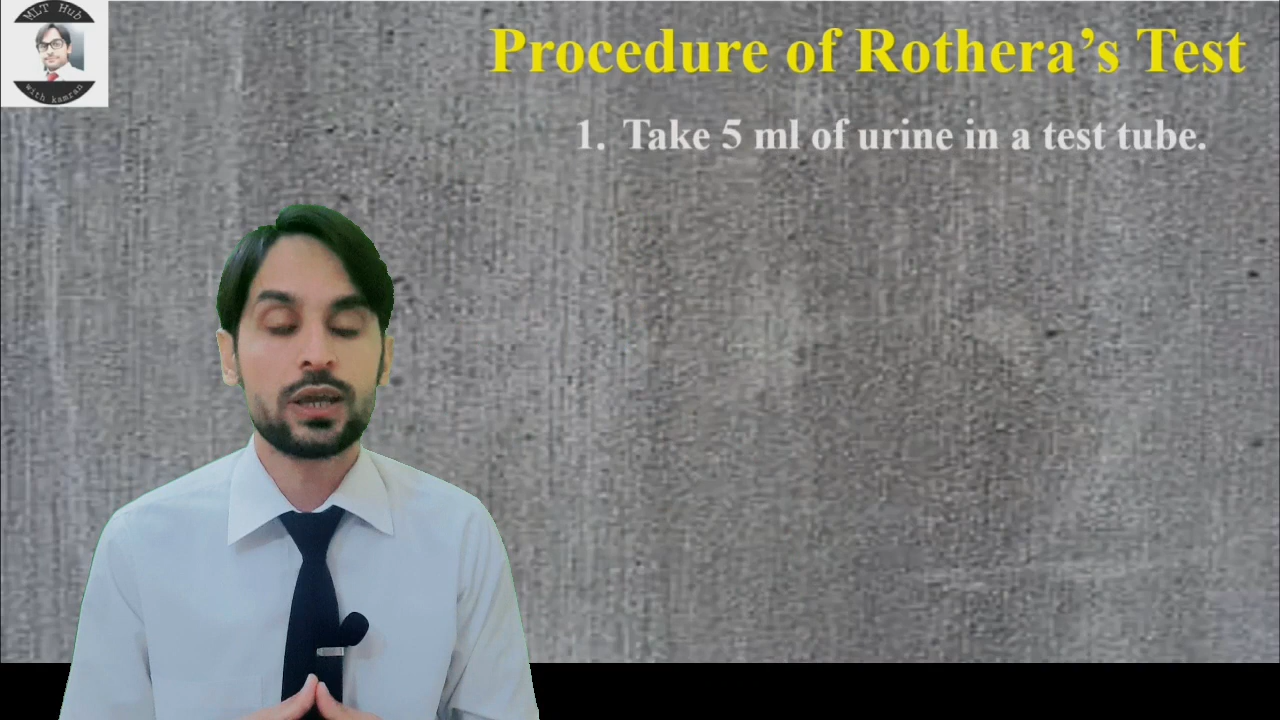 MLT Hub
with kamran
Procedure of Rothera's Test
1. Take 5 ml of urine in a test tube.